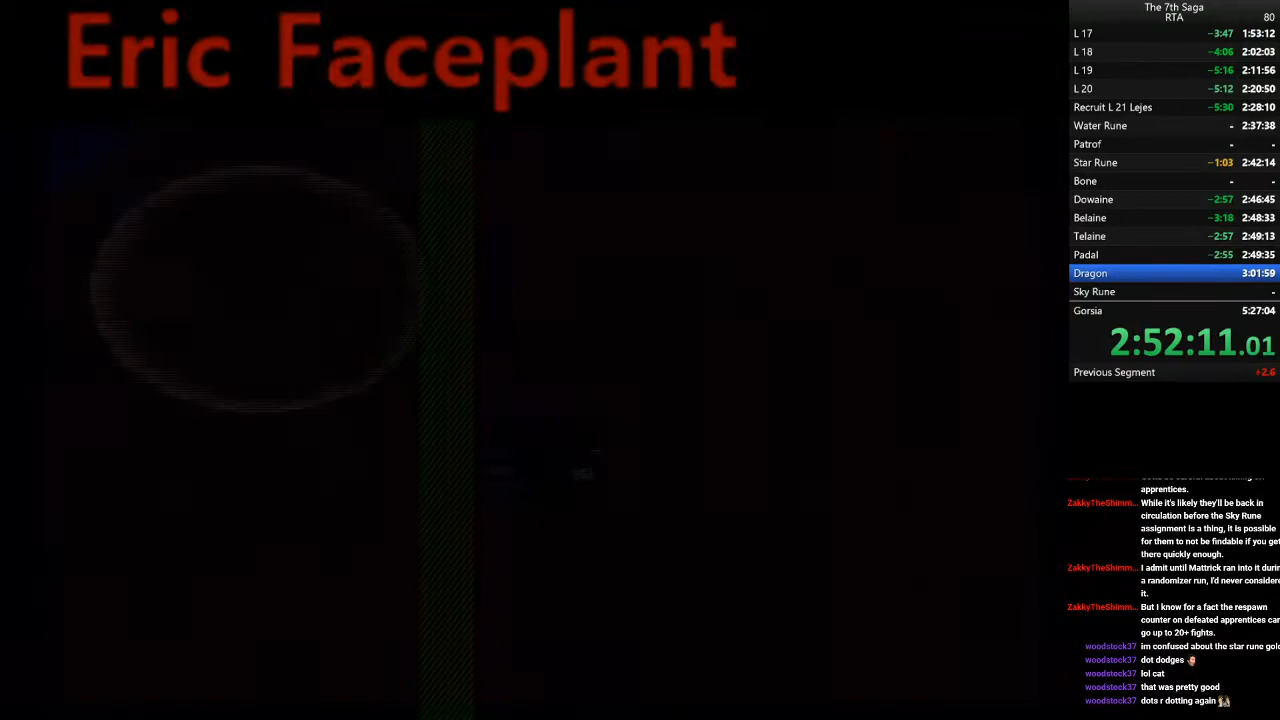 Eric Faceplant
The 7th Saga
RTA 80
L 17 −3:47 1:53:12
L 18 −4:06 2:02:03
L 19 −5:16 2:11:56
L 20 −5:12 2:20:50
Recruit L 21 Lejes −5:30 2:28:10
Water Rune - 2:37:38
Patrof - -
Star Rune −1:03 2:42:14
Bone - -
Dowaine −2:57 2:46:45
Belaine −3:18 2:48:33
Telaine −2:57 2:49:13
Padal −2:55 2:49:35
Dragon 3:01:59
Sky Rune -
Gorsia 5:27:04
2:52:11.01
Previous Segment +2.6
apprentices.
ZakkyTheShimm... While it's likely they'll be back in
circulation before the Sky Rune
assignment is a thing, it is possible
for them to not be findable if you get
there quickly enough.
ZakkyTheShimm... I admit until Mattrick ran into it durin
a randomizer run, I'd never considere
it.
ZakkyTheShimm... But I know for a fact the respawn
counter on defeated apprentices can
go up to 20+ fights.
woodstock37 im confused about the star rune gold
woodstock37 dot dodges
woodstock37 lol cat
woodstock37 that was pretty good
woodstock37 dots r dotting again